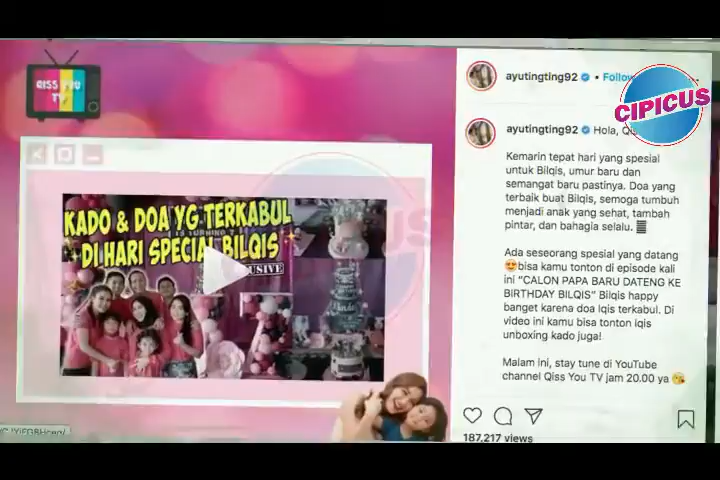 QISS YOU
TV
KADO & DOA YG TERKABUL
IS TURNING 7
DI HARI SPECIAL BILQIS
ayutingting92 • Follow
CIPICUS
ayutingting92 Hola,
Kemarin tepat hari yang spesial
untuk Bilqis, umur baru dan
semangat baru pastinya. Doa yang
terbaik buat Bilqis, semoga tumbuh
menjadi anak yang sehat, tambah
pintar, dan bahagia selalu.
Ada seseorang spesial yang datang
😍bisa kamu tonton di episode kali
ini "CALON PAPA BARU DATENG KE
BIRTHDAY BILQIS" Bilqis happy
banget karena doa Iqis terkabul. Di
video ini kamu bisa tonton iqis
unboxing kado juga!
Malam ini, stay tune di YouTube
channel Qiss You TV jam 20.00 ya 😘
187,217 views